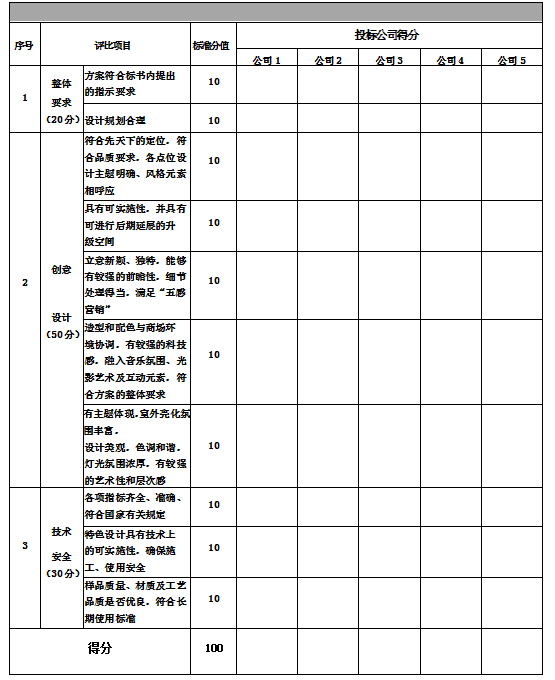 序号 评比项目 标准分值 投标公司得分
公司1 公司2 公司3 公司4 公司5
1
整体
要求
（20分）
方案符合标书内提出
的指示要求
10
设计规划合理
10
2
创意
设计
（50分）
符合先天下的定位，符
合品质要求，各点位设
计主题明确、风格元素
相呼应
10
具有可实施性，并具有
可进行后期延展的升
级空间
10
立意新颖、独特，能够
有较强的前瞻性，细节
处理得当，满足“五感
营销”
10
造型和配色与商场环
境协调，有较强的科技
感，融入音乐氛围、光
影艺术及互动元素，符
合方案的整体要求
10
有主题体现，室外亮化氛
围丰富，
设计美观，色调和谐，
灯光氛围浓厚，有较强
的艺术性和层次感
10
3
技术
安全
（30分）
各项指标齐全、准确、
符合国家有关规定
10
特色设计具有技术上
的可实施性，确保施
工、使用安全
10
样品质量、材质及工艺
品质是否优良，符合长
期使用标准
10
得分 100